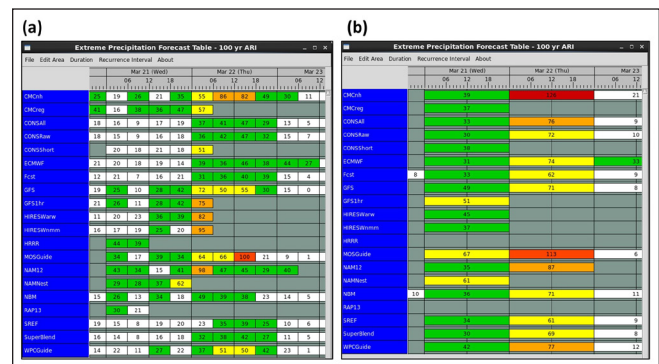 (a)
Extreme Precipitation Forecast Table - 100 yr ARI
File Edit Area Duration Recurrence Interval About
Mar 21 (Wed) Mar 22 (Thu) Mar 23
06 12 18 06 12 18 06
CMCnh 25 19 26 21 35 55 86 82 49 30 11
CMCreg 41 16 38 36 47 57
CONSAll 18 16 9 17 19 37 41 47 29 13 5
CONSRaw 18 15 9 16 18 36 42 47 32 15 7
CONSShort 20 18 21 18 51
ECMWF 21 20 18 19 14 39 36 46 38 44 27
Fcst 12 21 7 16 21 31 36 40 39 15 4
GFS 19 25 10 28 42 72 50 55 30 15 0
GFS1hr 21 26 11 28 42 75
HIRESWarw 11 20 23 36 39 82
HIRESWnmm 16 17 19 25 20 95
HRRR 44 39
MOSGuide 34 17 39 34 64 66 100 21 9 1
NAM12 43 34 15 41 98 47 45 29 40
NAMNest 29 28 37 62
NBM 15 26 13 34 18 49 39 38 23 14 5
RAP13 30 21
SREF 19 15 8 19 20 23 35 39 25 10 6
SuperBlend 16 14 8 16 18 32 38 42 27 11 5
WPCGuide 14 22 11 27 22 37 51 50 42 23 1
(b)
Extreme Precipitation Forecast Table - 100 yr ARI
File Edit Area Duration Recurrence Interval About
Mar 21 (Wed) Mar 22 (Thu) Mar 23
06 12 18 06 12 18 06 12
CMCnh 39 21
CMCreg 37
CONSAll 33 76 9
CONSRaw 30 72 10
CONSShort 38
ECMWF 31 74 33
Fcst 8 33 62 9
GFS 49 71 8
GFS1hr 51
HIRESWarw 45
HIRESWnmm 37
HRRR
MOSGuide 67 113 6
NAM12 35 87
NAMNest 61
NBM 10 36 71 11
RAP13
SREF 34 61 9
SuperBlend 30 69 8
WPCGuide 42 77 12